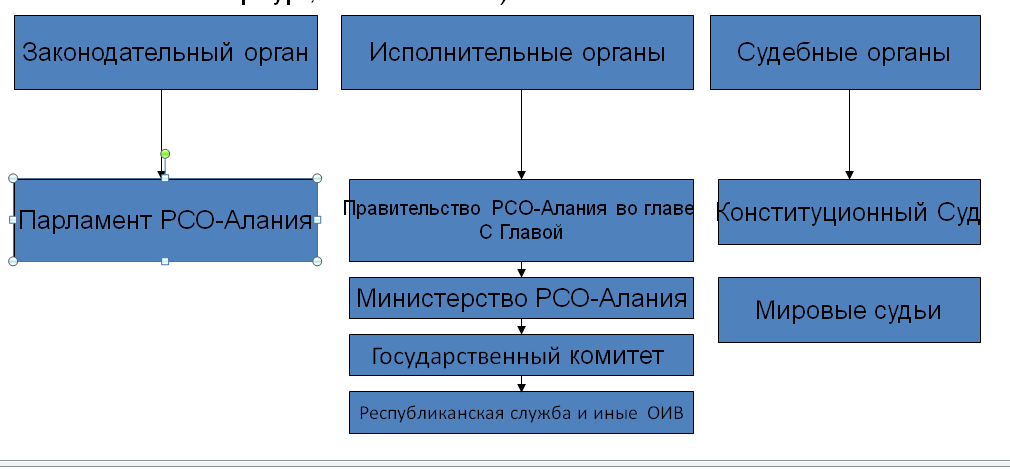 Законодательный орган
Исполнительные органы
Судебные органы
Парламент РСО-Алания
Правительство РСО-Алания во главе
С Главой
Конституционный Суд
Министерство РСО-Алания
Мировые судьи
Государственный комитет
Республиканская служба и иные ОИВ